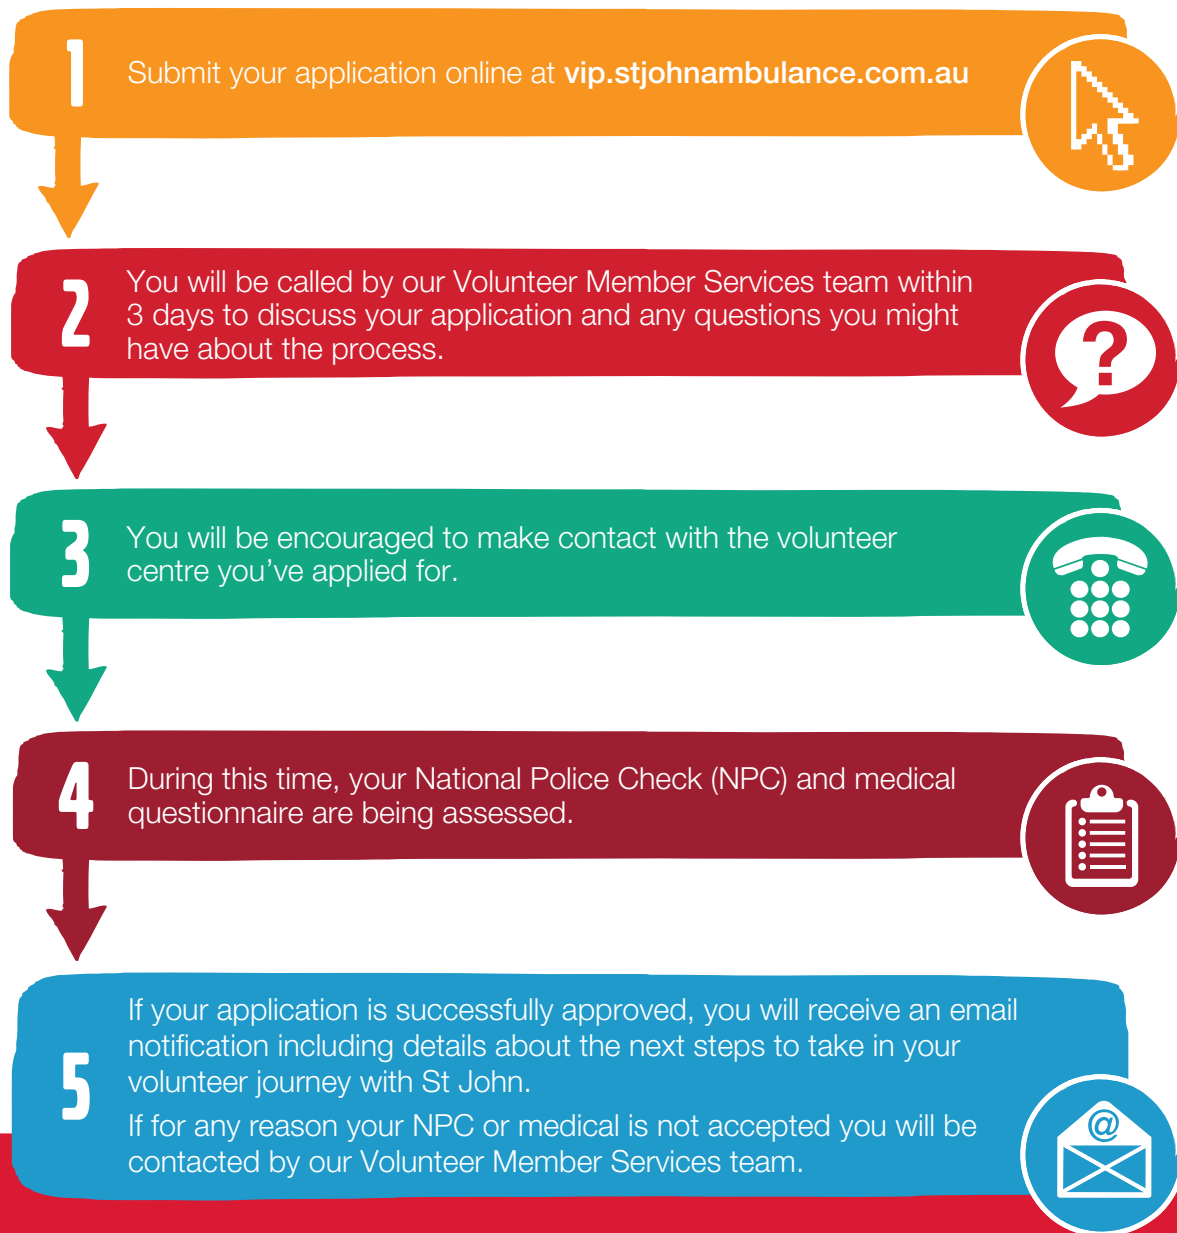 1
Submit your application online at vip.stjohnambulance.com.au
2
You will be called by our Volunteer Member Services team within
3 days to discuss your application and any questions you might
have about the process.
?
3
You will be encouraged to make contact with the volunteer
centre you’ve applied for.
4
During this time, your National Police Check (NPC) and medical
questionnaire are being assessed.
5
If your application is successfully approved, you will receive an email
notification including details about the next steps to take in your
volunteer journey with St John.
If for any reason your NPC or medical is not accepted you will be
contacted by our Volunteer Member Services team.
@